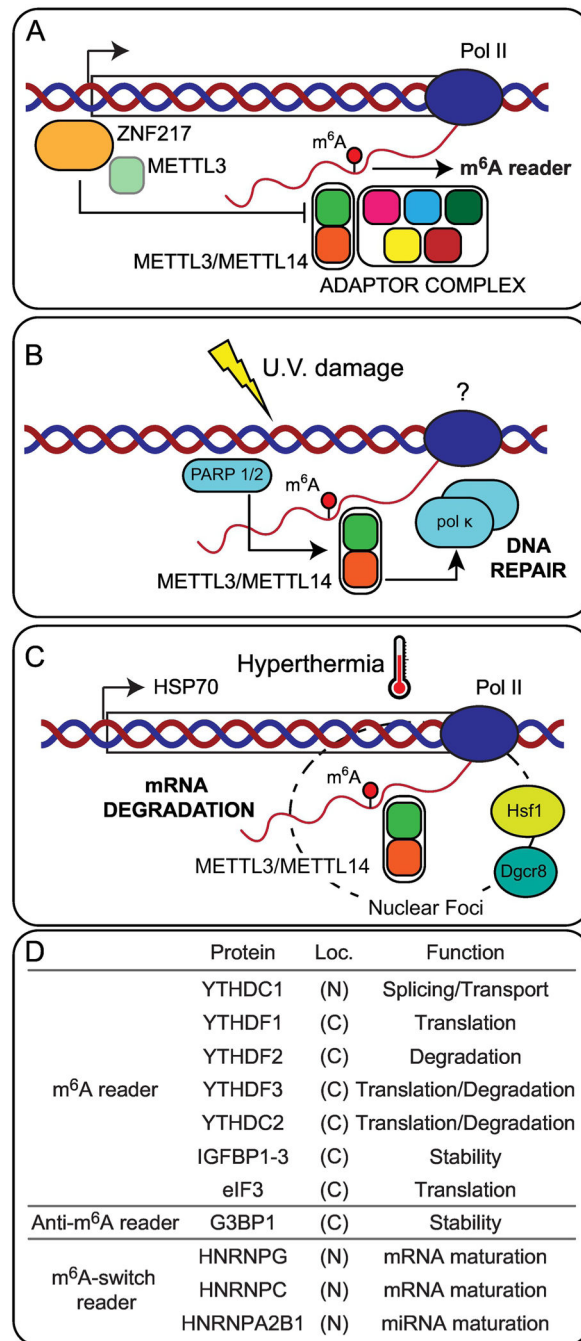 A
Pol II
ZNF217
METTL3
m⁶A
m⁶A reader
METTL3/METTL14
ADAPTOR COMPLEX
B
U.V. damage
?
PARP 1/2
m⁶A
pol κ
METTL3/METTL14
DNA
REPAIR
C
Hyperthermia
HSP70
Pol II
mRNA
DEGRADATION
m⁶A
Hsf1
METTL3/METTL14
Dgcr8
Nuclear Foci
D
Protein Loc. Function
YTHDC1 (N) Splicing/Transport
YTHDF1 (C) Translation
YTHDF2 (C) Degradation
m⁶A reader YTHDF3 (C) Translation/Degradation
YTHDC2 (C) Translation/Degradation
IGFBP1-3 (C) Stability
eIF3 (C) Translation
Anti-m⁶A reader G3BP1 (C) Stability
HNRNPG (N) mRNA maturation
m⁶A-switch reader HNRNPC (N) mRNA maturation
HNRNPA2B1 (N) miRNA maturation